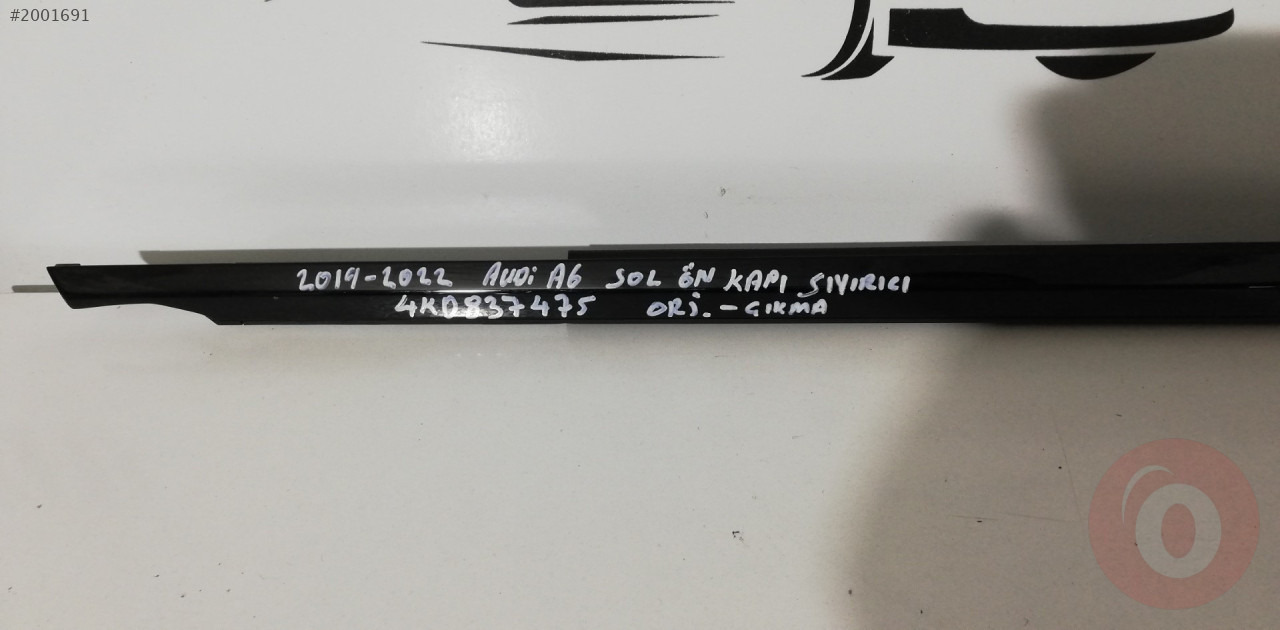 #2001691
2019-2022 AUDİ A6 SOL ÖN KAPI SIYIRICI
4K0837475 ORJ. - ÇIKMA